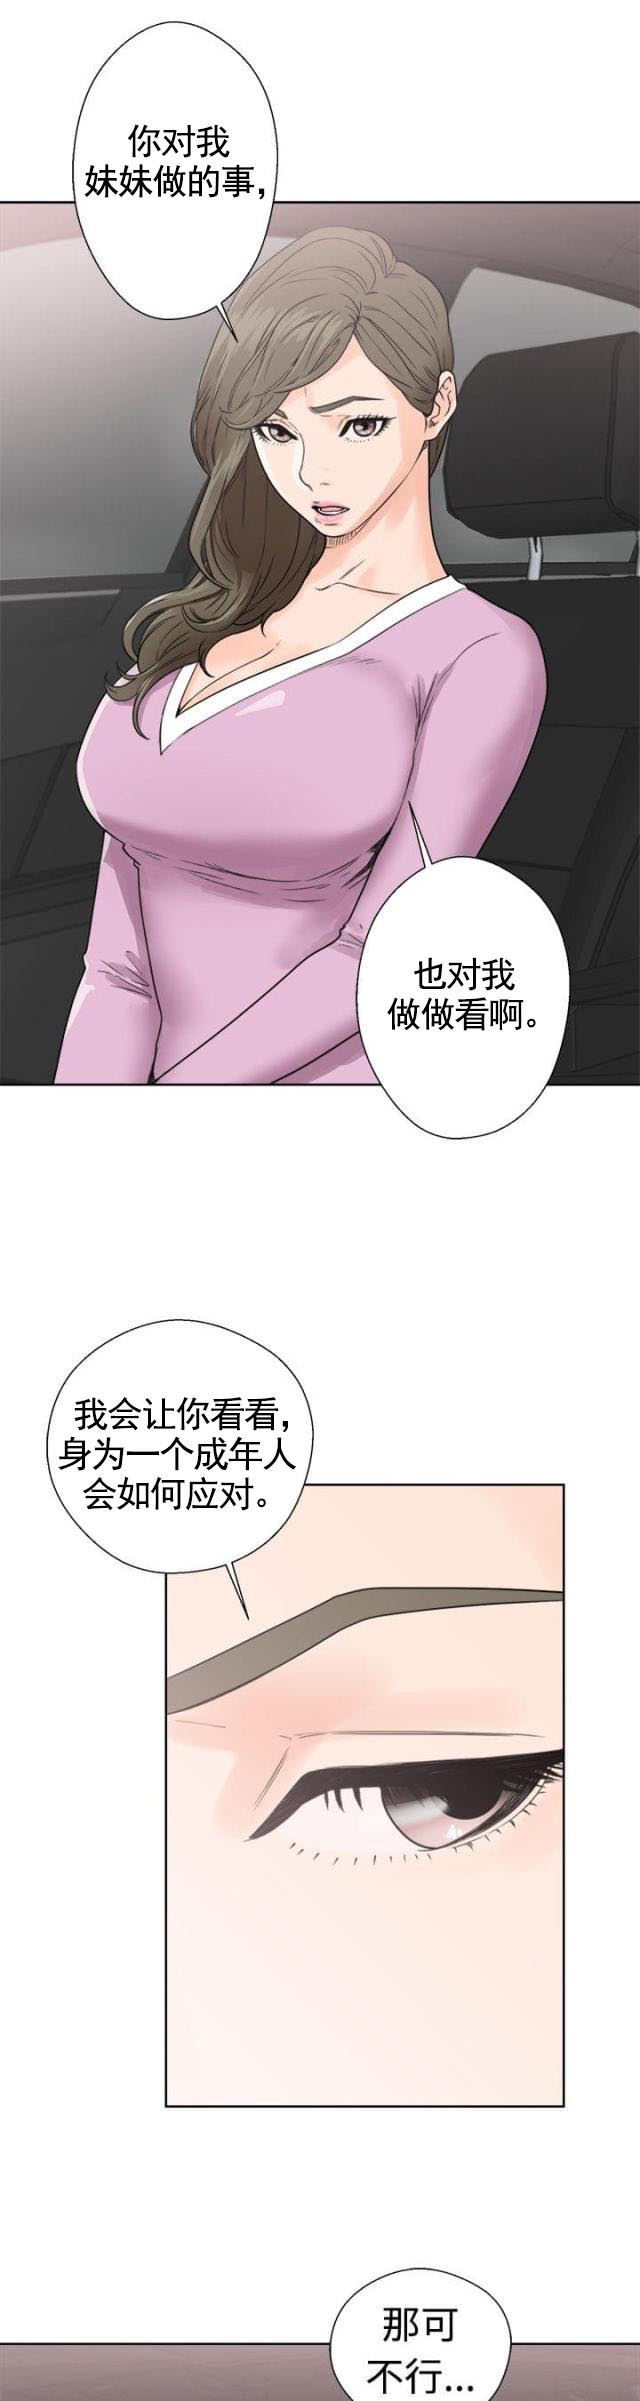 你对我
妹妹做的事,
也对我
做做看啊。
我会让你看看,
身为一个成年人
会如何应对。
那可
不行...